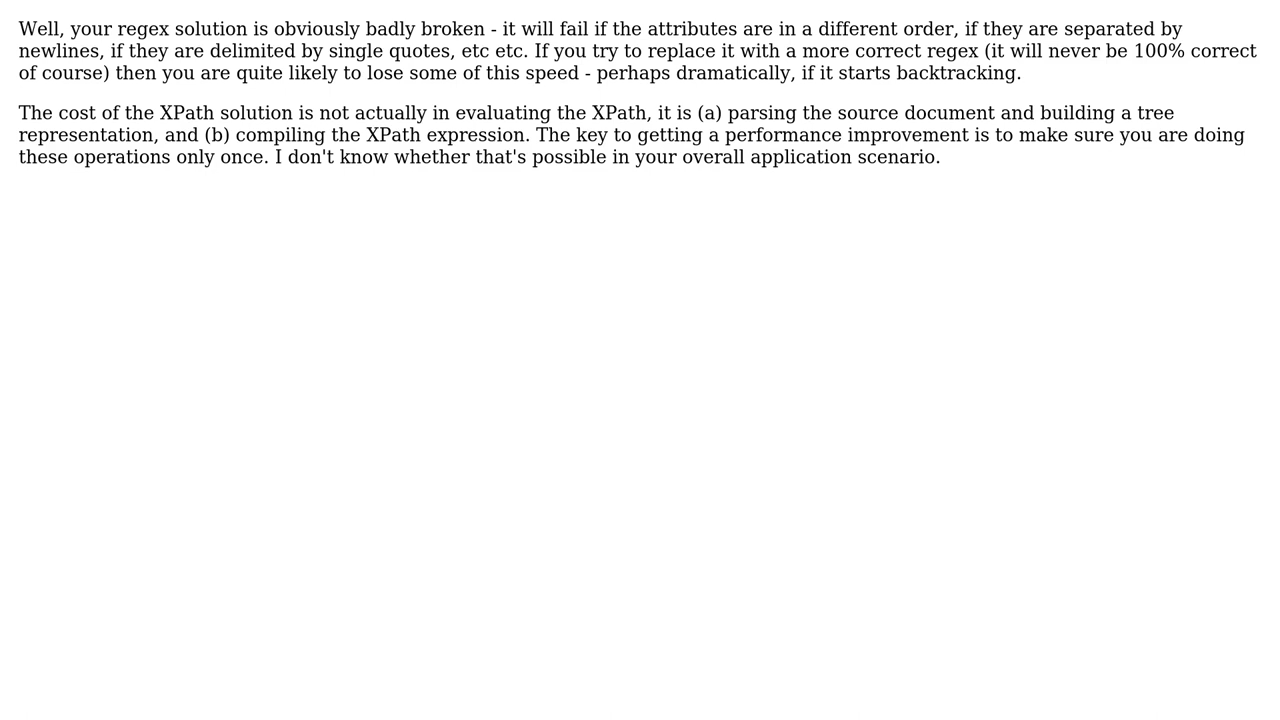 Well, your regex solution is obviously badly broken - it will fail if the attributes are in a different order, if they are separated by
newlines, if they are delimited by single quotes, etc etc. If you try to replace it with a more correct regex (it will never be 100% correct
of course) then you are quite likely to lose some of this speed - perhaps dramatically, if it starts backtracking.
The cost of the XPath solution is not actually in evaluating the XPath, it is (a) parsing the source document and building a tree
representation, and (b) compiling the XPath expression. The key to getting a performance improvement is to make sure you are doing
these operations only once. I don't know whether that's possible in your overall application scenario.